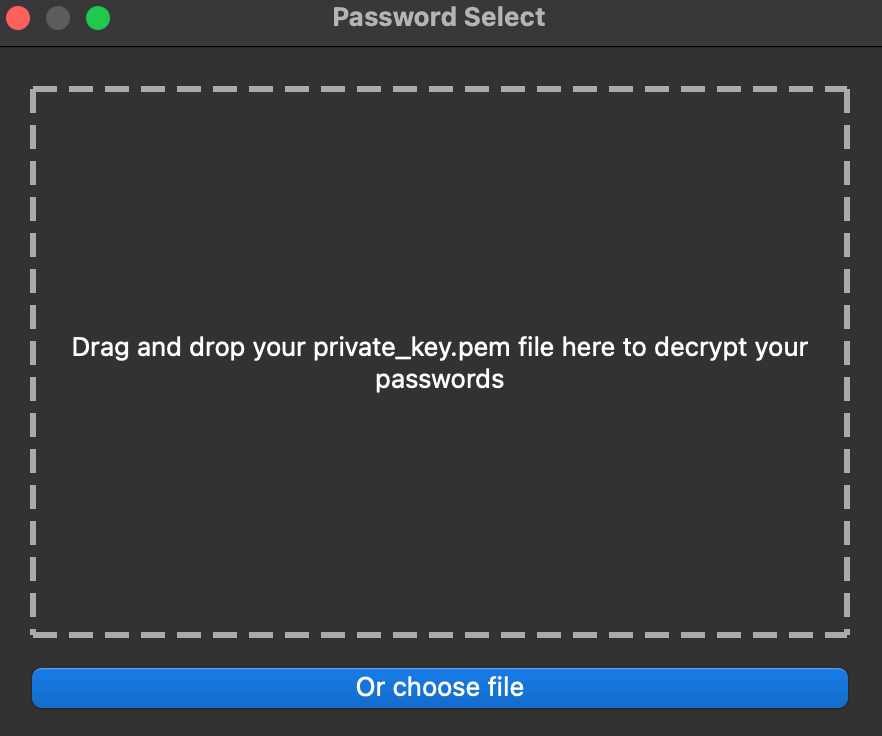 Password Select
Drag and drop your private_key.pem file here to decrypt your
passwords
Or choose file